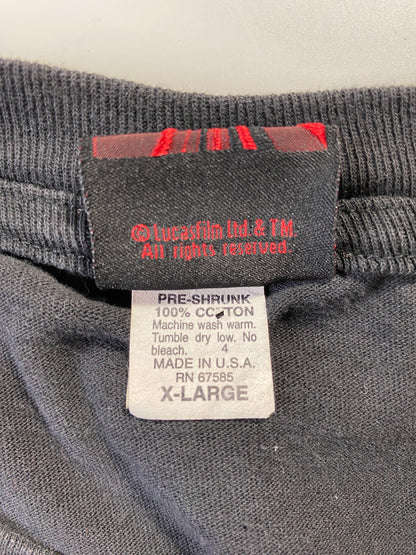 © Lucasfilm Ltd. & TM.
All rights reserved
PRE-SHRUNK
100% COTTON
Machine wash warm.
Tumble dry low. No
bleach. 4
MADE IN U.S.A.
RN 67585
X-LARGE